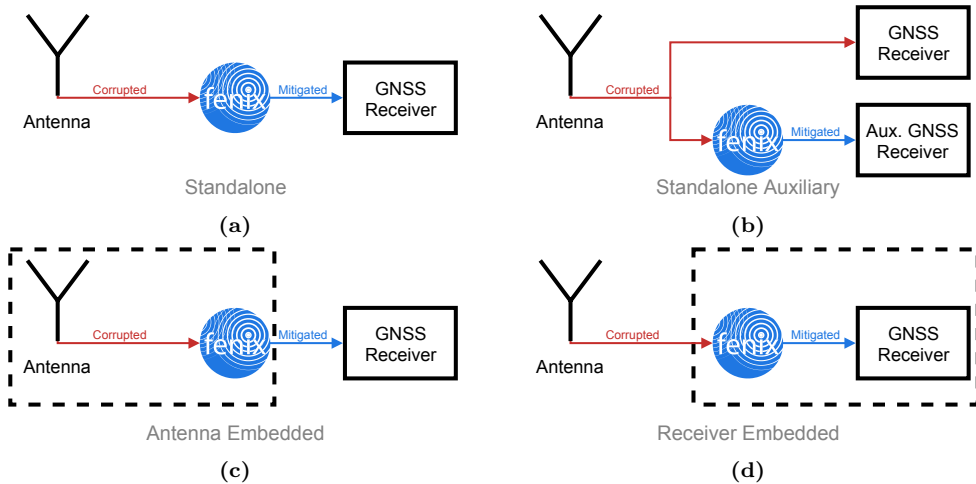 Corrupted
fenix
Mitigated
GNSS
Receiver
Antenna
Standalone
(a)
GNSS
Receiver
Corrupted
Antenna
fenix
Mitigated
Aux. GNSS
Receiver
Standalone Auxiliary
(b)
Corrupted
fenix
Mitigated
GNSS
Receiver
Antenna
Antenna Embedded
(c)
Corrupted
fenix
Mitigated
GNSS
Receiver
Antenna
Receiver Embedded
(d)